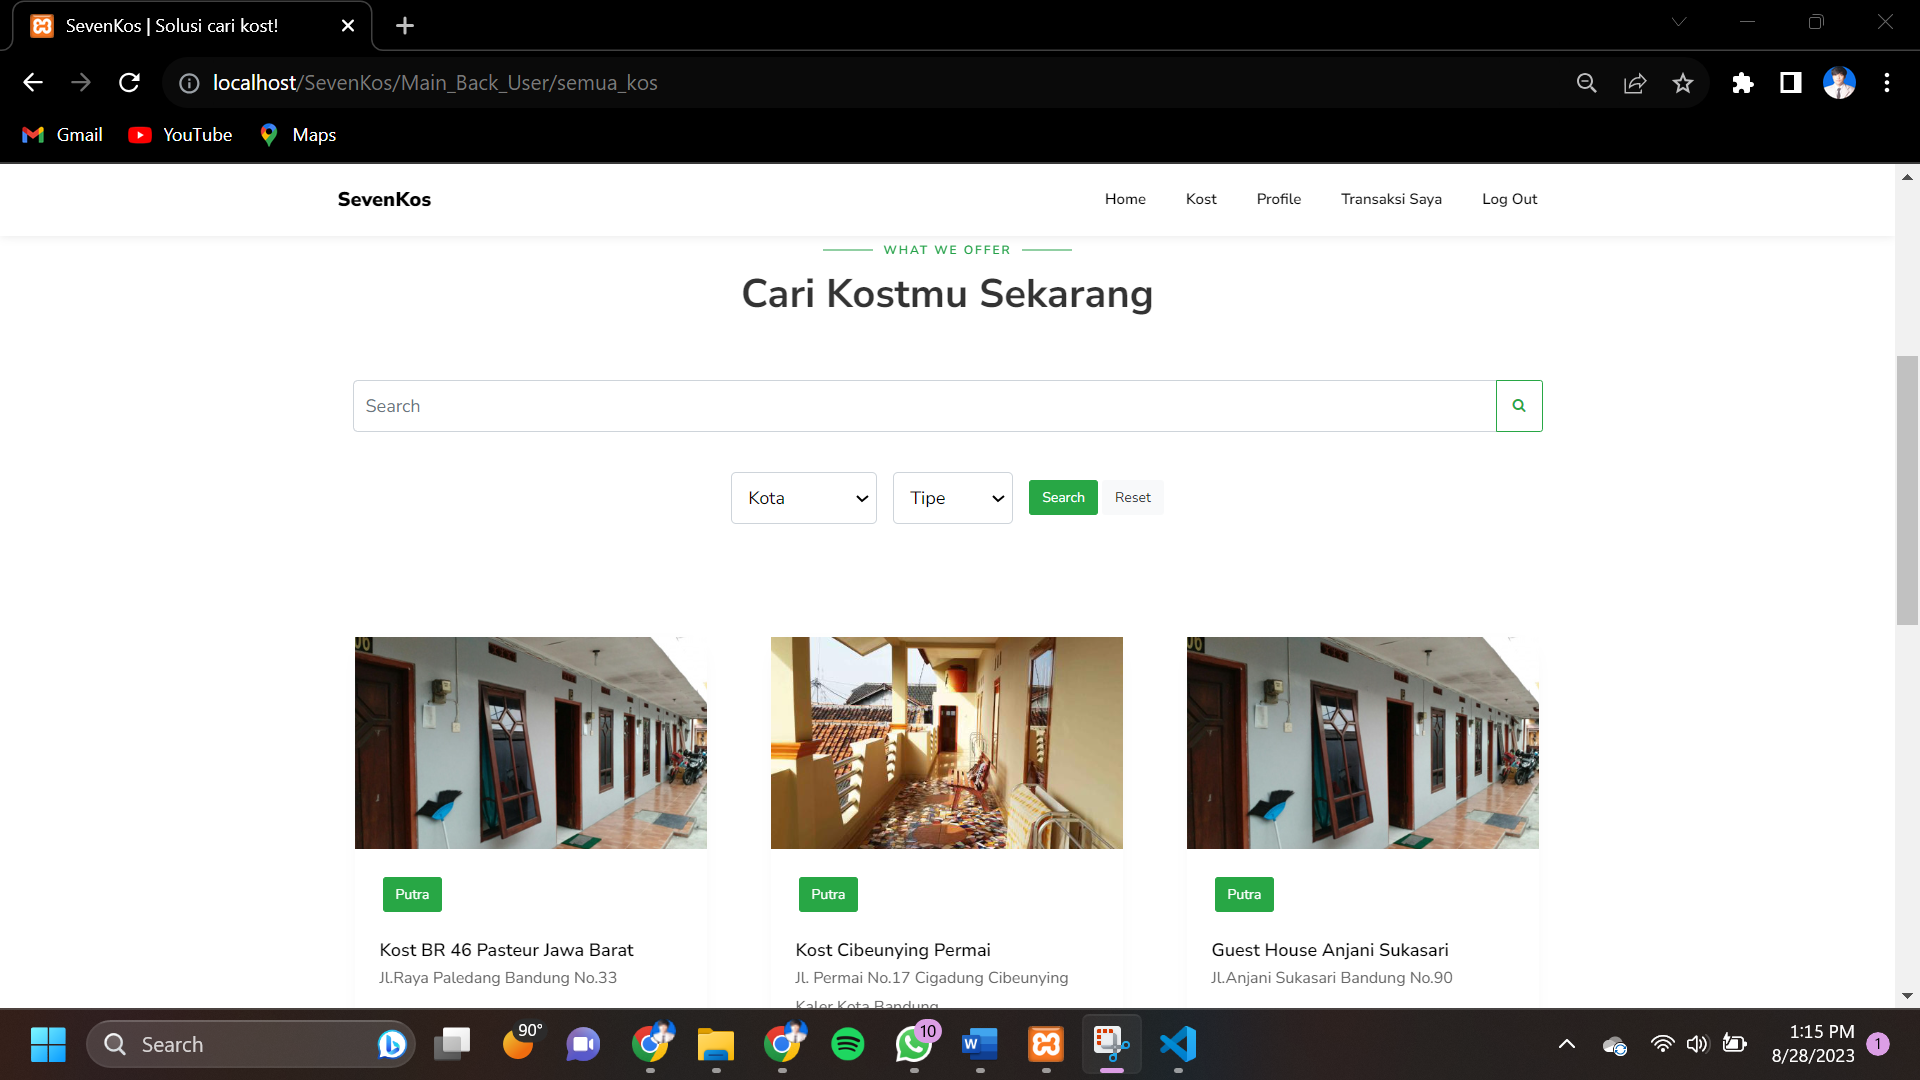 SevenKos | Solusi cari kost!
localhost/SevenKos/Main_Back_User/semua_kos
Gmail YouTube Maps
SevenKos Home Kost Profile Transaksi Saya Log Out
WHAT WE OFFER
Cari Kostmu Sekarang
Search
Kota Tipe Search Reset
Putra Putra Putra
Kost BR 46 Pasteur Jawa Barat
Jl.Raya Paledang Bandung No.33
Kost Cibeunying Permai
Jl. Permai No.17 Cigadung Cibeunying
Kaler Kota Bandung
Guest House Anjani Sukasari
Jl.Anjani Sukasari Bandung No.90
Search 90° 10 1:15 PM
8/28/2023 1